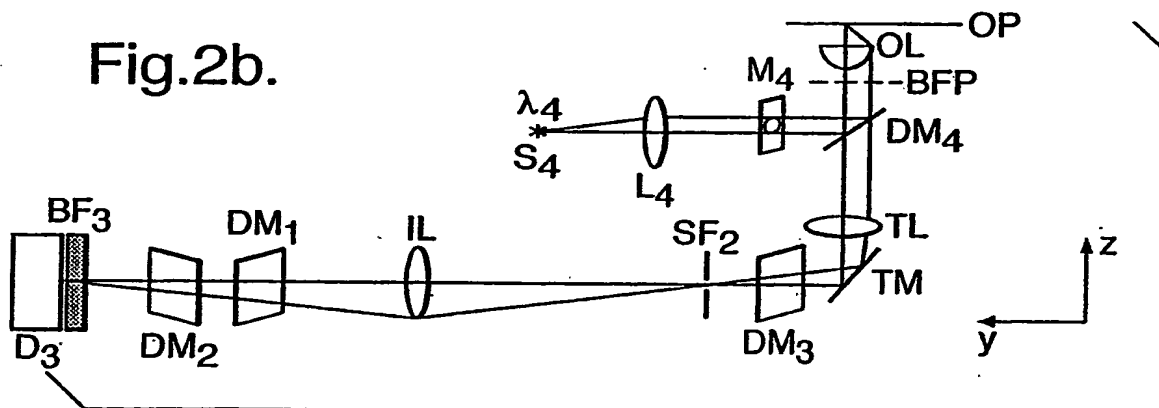 Fig.2b.
OP
OL
M4
BFP
λ4
S4
L4
DM4
BF3
DM1
IL
SF2
TL
TM
z
y
D3
DM2
DM3